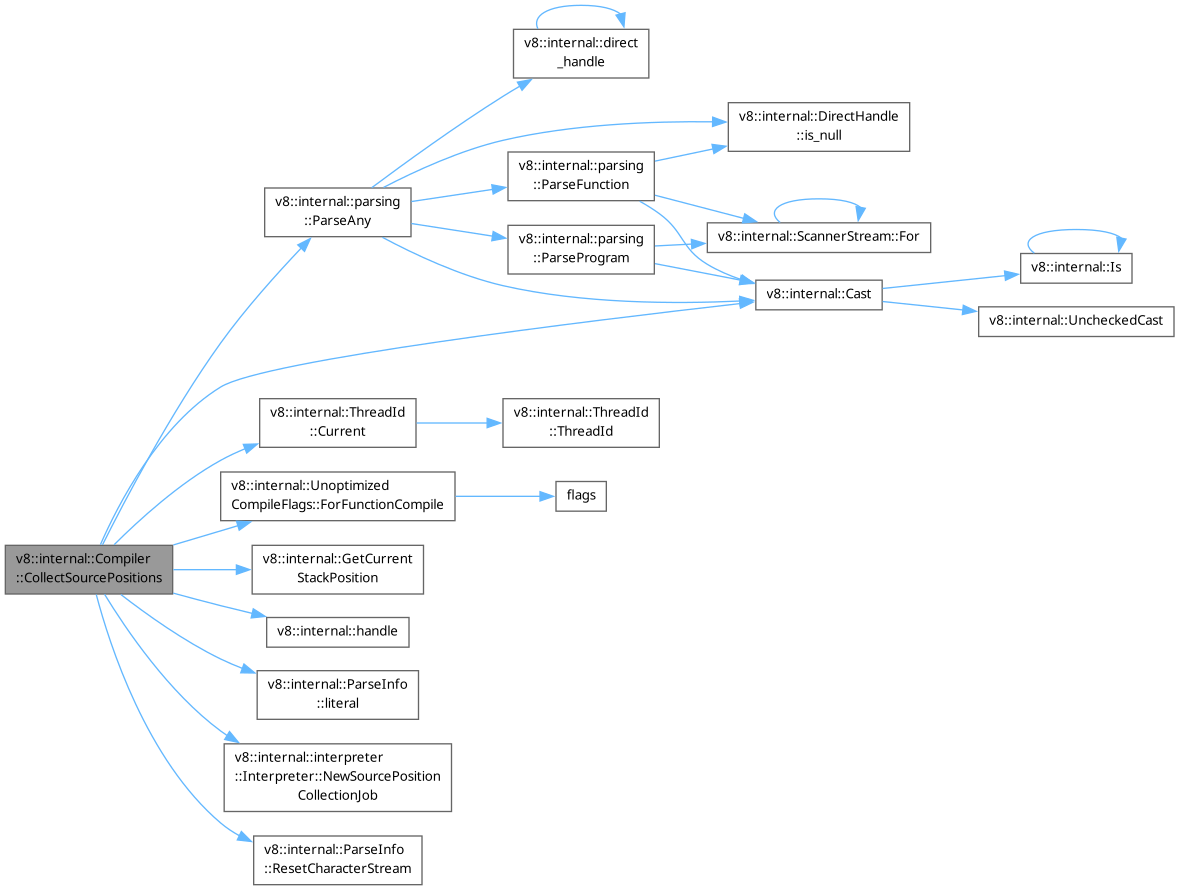 v8::internal::direct
_handle
v8::internal::DirectHandle
::is_null
v8::internal::parsing
::ParseFunction
v8::internal::parsing
::ParseAny
v8::internal::ScannerStream::For
v8::internal::parsing
::ParseProgram
v8::internal::Is
v8::internal::Cast
v8::internal::UncheckedCast
v8::internal::ThreadId
::Current
v8::internal::ThreadId
::ThreadId
v8::internal::Unoptimized
CompileFlags::ForFunctionCompile
flags
v8::internal::Compiler
::CollectSourcePositions
v8::internal::GetCurrent
StackPosition
v8::internal::handle
v8::internal::ParseInfo
::literal
v8::internal::interpreter
::Interpreter::NewSourcePosition
CollectionJob
v8::internal::ParseInfo
::ResetCharacterStream